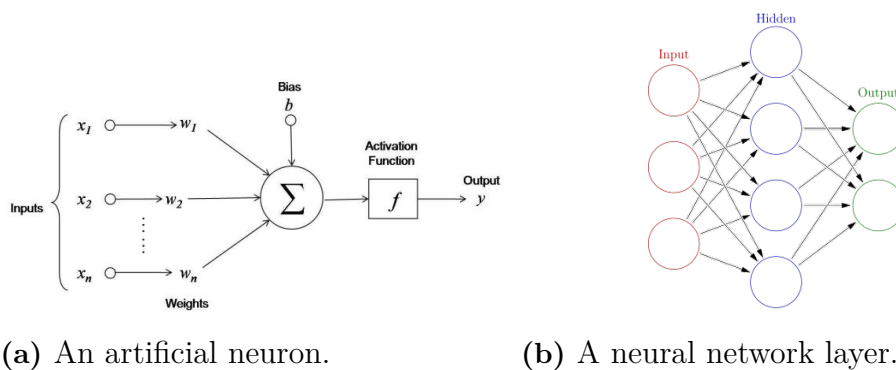 Bias
b
Activation
Function
Inputs
x1
w1
x2
w2
xn
wn
Weights
Σ
f
Output
y
Hidden
Input
Output
(a) An artificial neuron.
(b) A neural network layer.